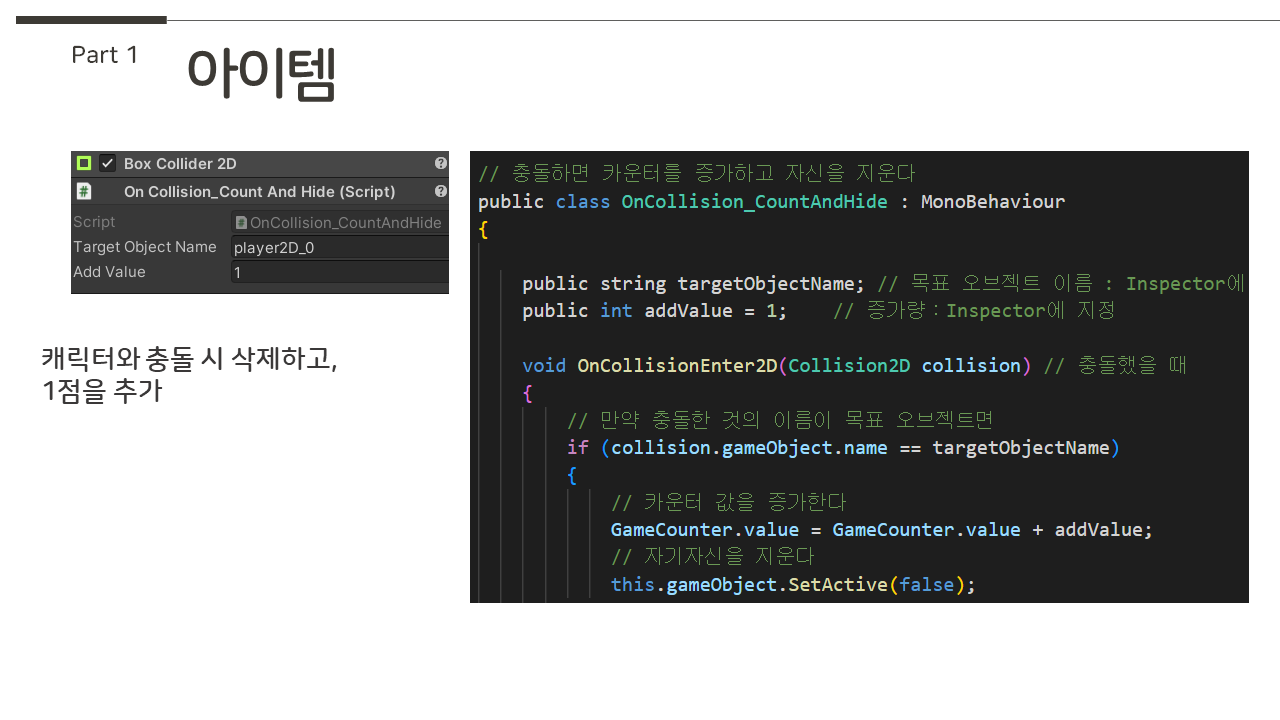 Part 1
아이템
Box Collider 2D
On Collision_Count And Hide (Script)
Script
OnCollision_CountAndHide
Target Object Name
player2D_0
Add Value
1
캐릭터와 충돌 시 삭제하고,
1점을 추가
// 충돌하면 카운터를 증가하고 자신을 지운다
public class OnCollision_CountAndHide : MonoBehaviour
{
public string targetObjectName; // 목표 오브젝트 이름 : Inspector에
public int addValue = 1; // 증가량 : Inspector에 지정
void OnCollisionEnter2D(Collision2D collision) // 충돌했을 때
{
// 만약 충돌한 것의 이름이 목표 오브젝트면
if (collision.gameObject.name == targetObjectName)
{
// 카운터 값을 증가한다
GameCounter.value = GameCounter.value + addValue;
// 자기자신을 지운다
this.gameObject.SetActive(false);